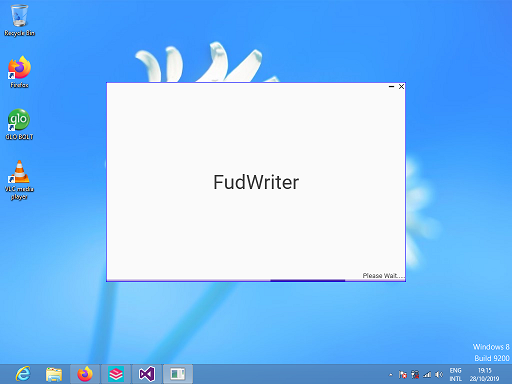 Recycle Bin
Firefox
glo
GLO BOLT
VLC media
player
FudWriter
Please Wait....
Windows 8
Build 9200
ENG
INTL
19:15
28/10/2019